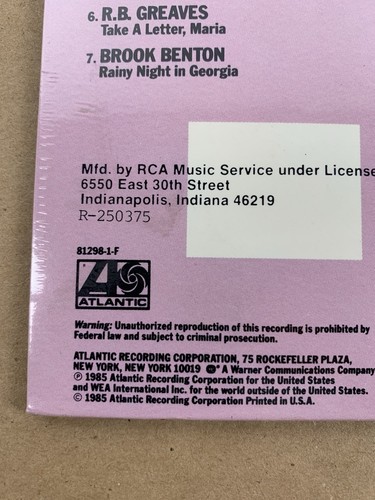 6. R.B. GREAVES
Take A Letter, Maria
7. BROOK BENTON
Rainy Night in Georgia
Mfd. by RCA Music Service under License
6550 East 30th Street
Indianapolis, Indiana 46219
R-250375
81298-1-F
ATLANTIC
Warning: Unauthorized reproduction of this recording is prohibited by
Federal law and subject to criminal prosecution.
ATLANTIC RECORDING CORPORATION, 75 ROCKEFELLER PLAZA,
NEW YORK, NEW YORK 10019 ® A Warner Communications Company
℗ 1985 Atlantic Recording Corporation for the United States
and WEA International Inc. for the world outside of the United States.
© 1985 Atlantic Recording Corporation Printed in U.S.A.